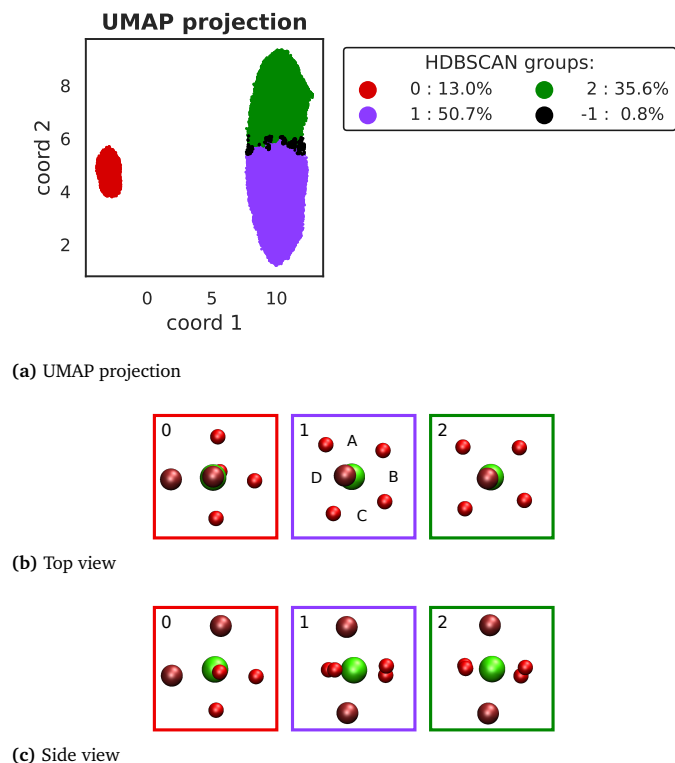 UMAP projection
coord 2
8
6
4
2
0
5
10
coord 1
HDBSCAN groups:
0 : 13.0%
2 : 35.6%
1 : 50.7%
-1 : 0.8%
(a) UMAP projection
0
1
A
D
B
C
2
(b) Top view
0
1
2
(c) Side view